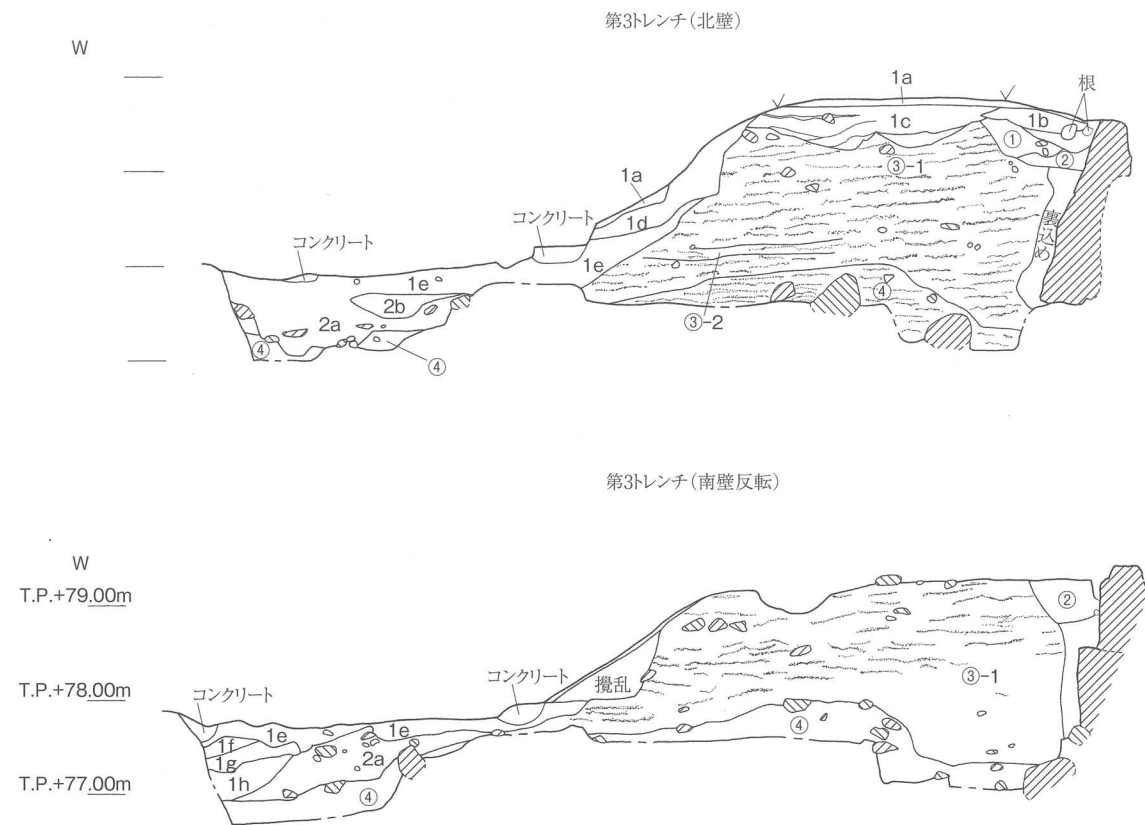 第3トレンチ(北壁)
W
1a
根
1b
1c
①
②
③-1
1a
1d
コンクリート
裏込め
コンクリート
1e
1e
2b
④
2a
③-2
④
④
第3トレンチ(南壁反転)
W
T.P.+79.00m
②
③-1
T.P.+78.00m
コンクリート
攪乱
コンクリート
1e
1e
④
1f
2a
1g
1h
T.P.+77.00m
④